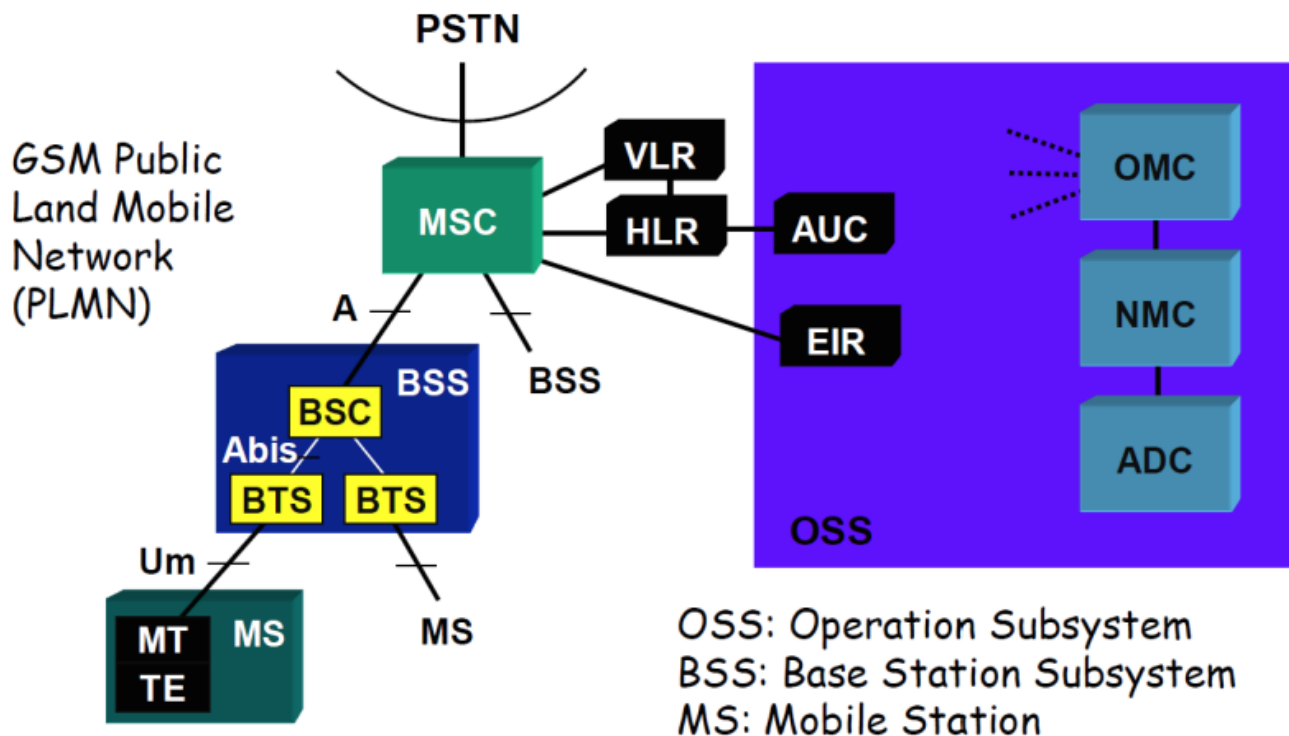 PSTN
GSM Public
Land Mobile
Network
(PLMN)
MSC
VLR
HLR
AUC
EIR
OMC
NMC
ADC
OSS
A
BSS
BSS
BSC
Abis
BTS
BTS
Um
MS
MT
TE
MS
OSS: Operation Subsystem
BSS: Base Station Subsystem
MS: Mobile Station